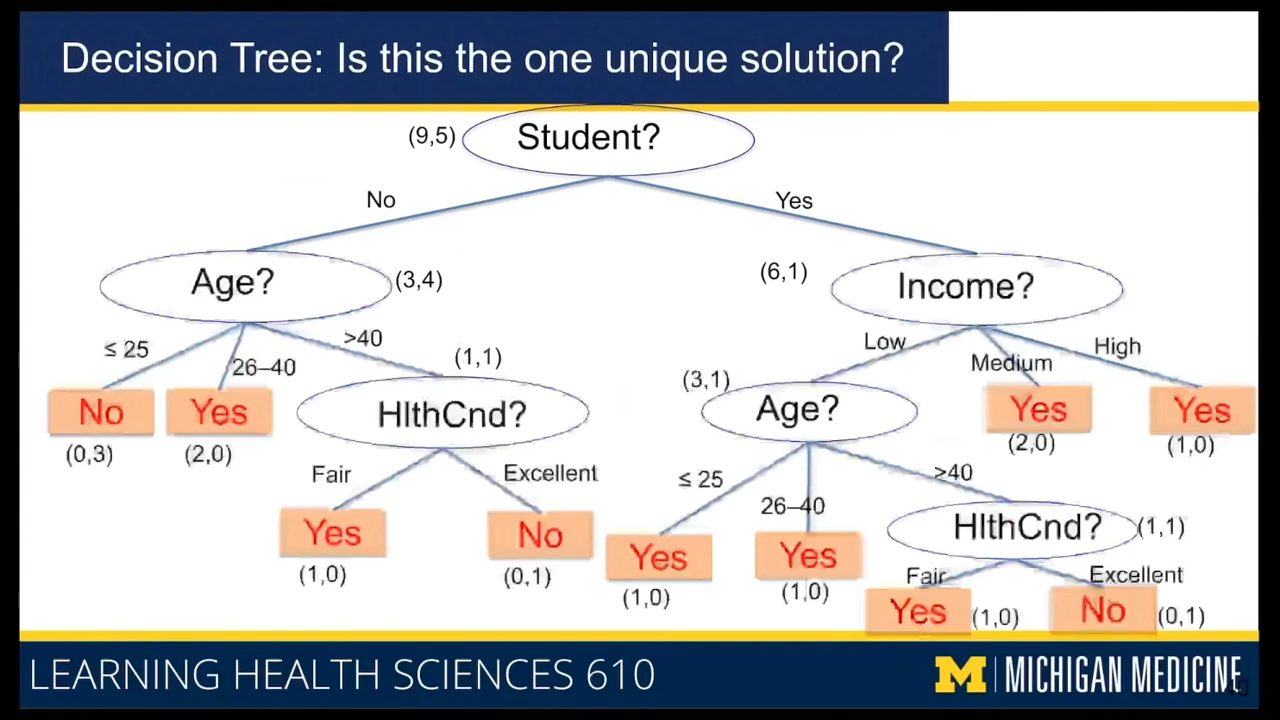 Decision Tree: Is this the one unique solution?
(9,5) Student?
No Yes
Age? (3,4) (6,1) Income?
≤ 25 26–40 >40 (1,1) Low Medium High
No Yes HlthCnd? (3,1) Age? Yes Yes
(0,3) (2,0) (2,0) (1,0)
Fair Excellent ≤ 25 26–40 >40
Yes No Yes Yes HlthCnd? (1,1)
(1,0) (0,1) (1,0) (1,0) Fair Excellent
Yes (1,0) No (0,1)
LEARNING HEALTH SCIENCES 610 M MICHIGAN MEDICINE